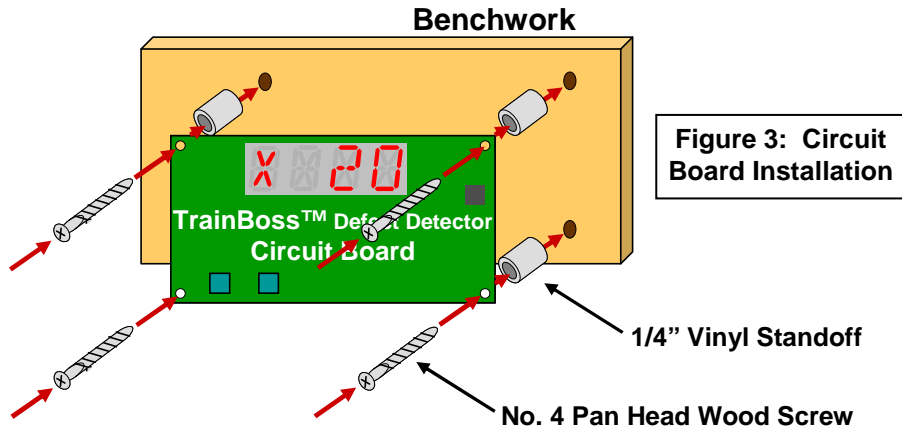 Benchwork
Figure 3: Circuit
Board Installation
X 20
TrainBoss™ Defect Detector
Circuit Board
1/4” Vinyl Standoff
No. 4 Pan Head Wood Screw